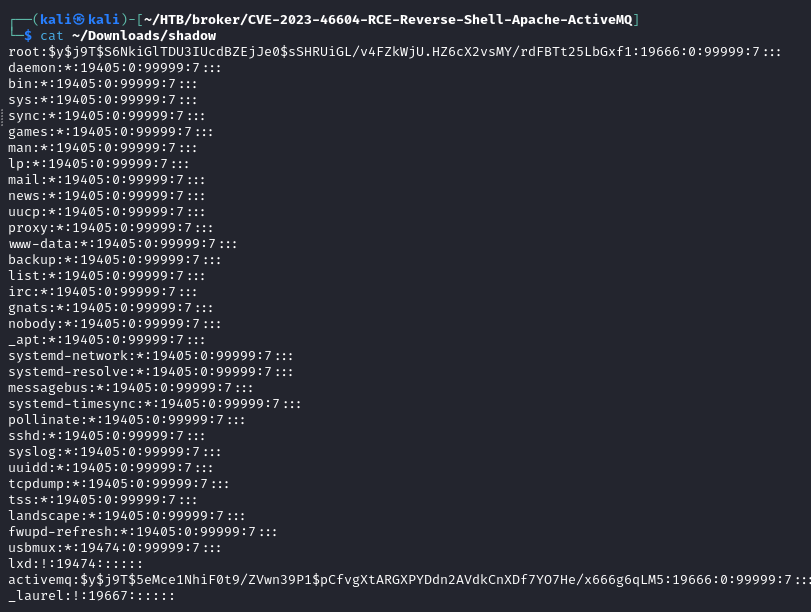 ┌──(kali㉿kali)-[~/HTB/broker/CVE-2023-46604-RCE-Reverse-Shell-Apache-ActiveMQ]
└─$ cat ~/Downloads/shadow
root:$y$j9T$S6NkiGlTDU3IUcdBZEjJe0$sSHRUiGL/v4FZkWjU.HZ6cX2vsMY/rdFBTt25LbGxf1:19666:0:99999:7:::
daemon:*:19405:0:99999:7:::
bin:*:19405:0:99999:7:::
sys:*:19405:0:99999:7:::
sync:*:19405:0:99999:7:::
games:*:19405:0:99999:7:::
man:*:19405:0:99999:7:::
lp:*:19405:0:99999:7:::
mail:*:19405:0:99999:7:::
news:*:19405:0:99999:7:::
uucp:*:19405:0:99999:7:::
proxy:*:19405:0:99999:7:::
www-data:*:19405:0:99999:7:::
backup:*:19405:0:99999:7:::
list:*:19405:0:99999:7:::
irc:*:19405:0:99999:7:::
gnats:*:19405:0:99999:7:::
nobody:*:19405:0:99999:7:::
_apt:*:19405:0:99999:7:::
systemd-network:*:19405:0:99999:7:::
systemd-resolve:*:19405:0:99999:7:::
messagebus:*:19405:0:99999:7:::
systemd-timesync:*:19405:0:99999:7:::
pollinate:*:19405:0:99999:7:::
sshd:*:19405:0:99999:7:::
syslog:*:19405:0:99999:7:::
uuidd:*:19405:0:99999:7:::
tcpdump:*:19405:0:99999:7:::
tss:*:19405:0:99999:7:::
landscape:*:19405:0:99999:7:::
fwupd-refresh:*:19405:0:99999:7:::
usbmux:*:19474:0:99999:7:::
lxd:!:19474::::::
activemq:$y$j9T$5eMce1NhiF0t9/ZVwn39P1$pCfvgXtARGXPYDdn2AVdkCnXDf7YO7He/x666g6qLM5:19666:0:99999:7:::
_laurel:!:19667::::::